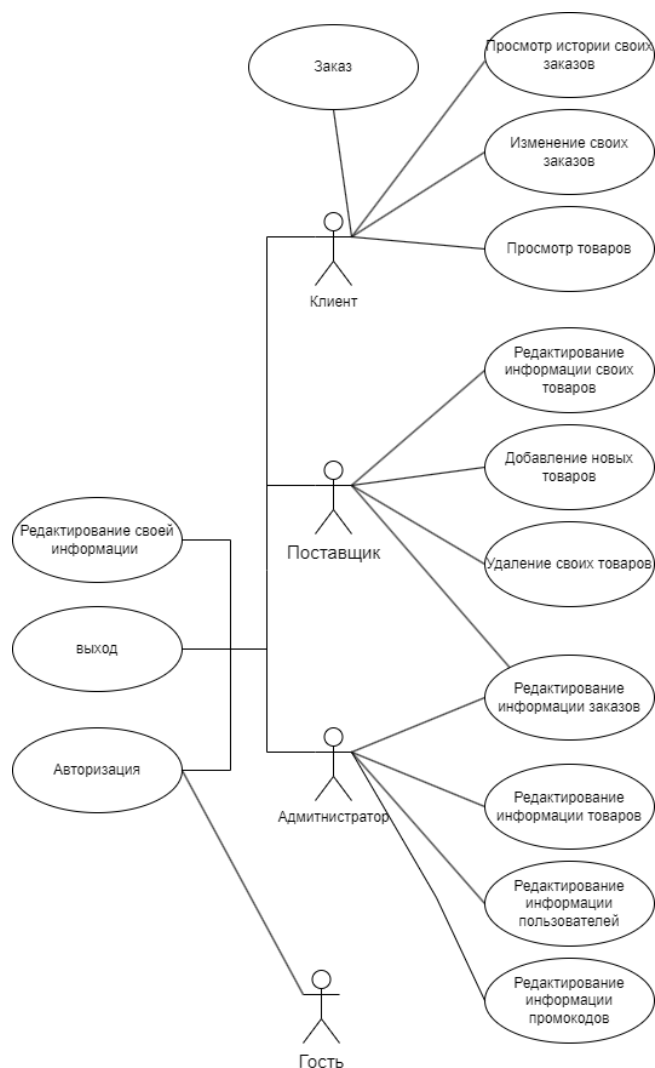 Заказ
Просмотр истории своих
заказов
Изменение своих
заказов
Просмотр товаров
Клиент
Редактирование
информации своих
товаров
Добавление новых
товаров
Поставщик
Удаление своих товаров
Редактирование своей
информации
выход
Авторизация
Редактирование
информации заказов
Адмитнистратор
Редактирование
информации товаров
Редактирование
информации
пользователей
Редактирование
информации
промокодов
Гость